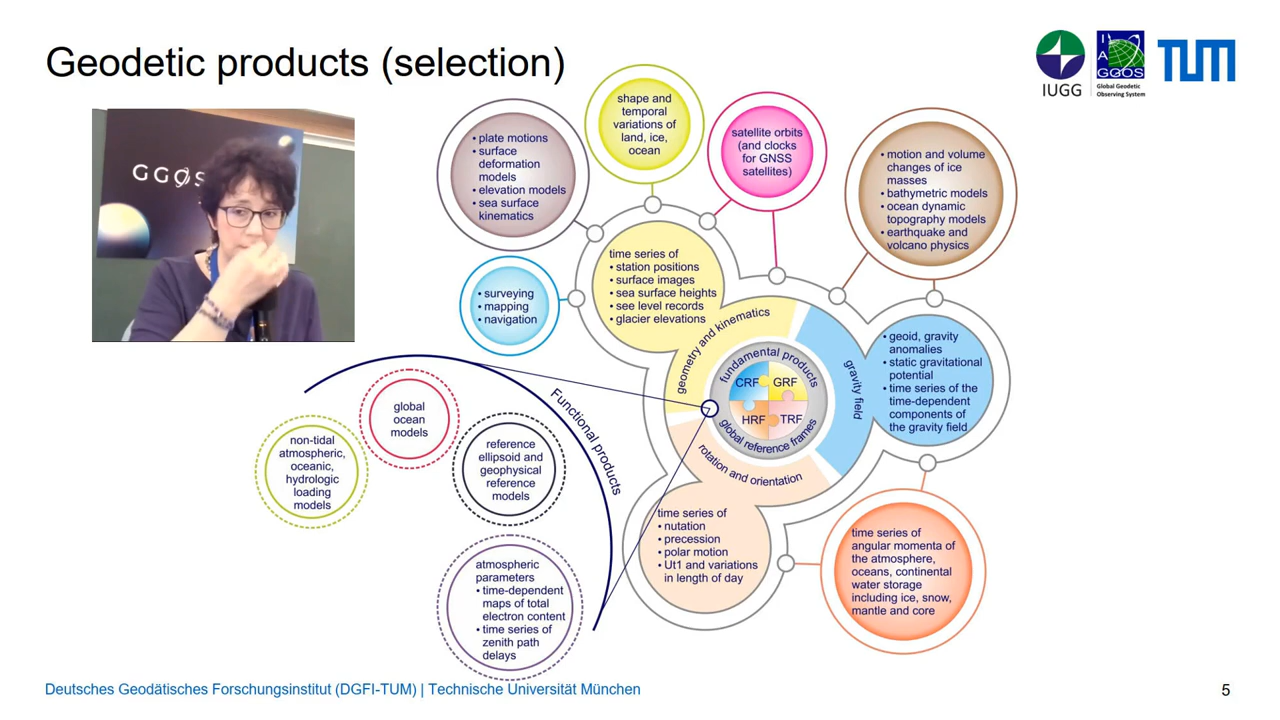 Geodetic products (selection)
IUGG
I
A
G
GGOS
Global Geodetic
Observing System
TUM
GGOS
• plate motions
• surface
deformation
models
• elevation models
• sea surface
kinematics
shape and
temporal
variations of
land, ice,
ocean
satellite orbits
(and clocks
for GNSS
satellites)
• motion and volume
changes of ice
masses
• bathymetric models
• ocean dynamic
topography models
• earthquake and
volcano physics
• surveying
• mapping
• navigation
time series of
• station positions
• surface images
• sea surface heights
• see level records
• glacier elevations
geometry and kinematics
gravity field
rotation and orientation
fundamental products
CRF
GRF
HRF
TRF
global reference frames
• geoid, gravity
anomalies
• static gravitational
potential
• time series of the
time-dependent
components of
the gravity field
Functional products
global
ocean
models
non-tidal
atmospheric,
oceanic,
hydrologic
loading
models
reference
ellipsoid and
geophysical
reference
models
atmospheric
parameters
• time-dependent
maps of total
electron content
• time series of
zenith path
delays
time series of
• nutation
• precession
• polar motion
• Ut1 and variations
in length of day
time series of
angular momenta of
the atmosphere,
oceans, continental
water storage
including ice, snow,
mantle and core
Deutsches Geodätisches Forschungsinstitut (DGFI-TUM) | Technische Universität München
5